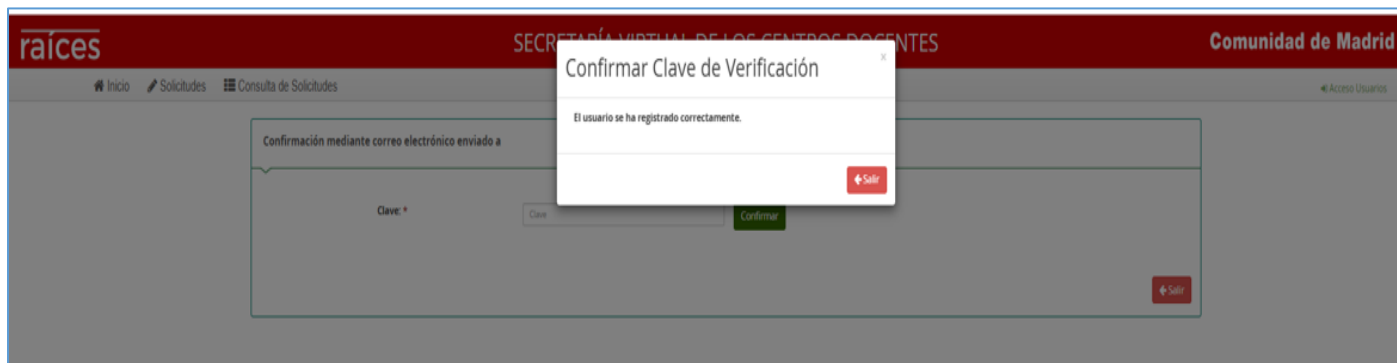 raíces
SECRETARÍA VIRTUAL DE LOS CENTROS DOCENTES
Comunidad de Madrid
Inicio Solicitudes Consulta de Solicitudes
Acceso Usuarios
Confirmar Clave de Verificación
x
El usuario se ha registrado correctamente.
Salir
Confirmación mediante correo electrónico enviado a
Clave: *
Clave
Confirmar
Salir